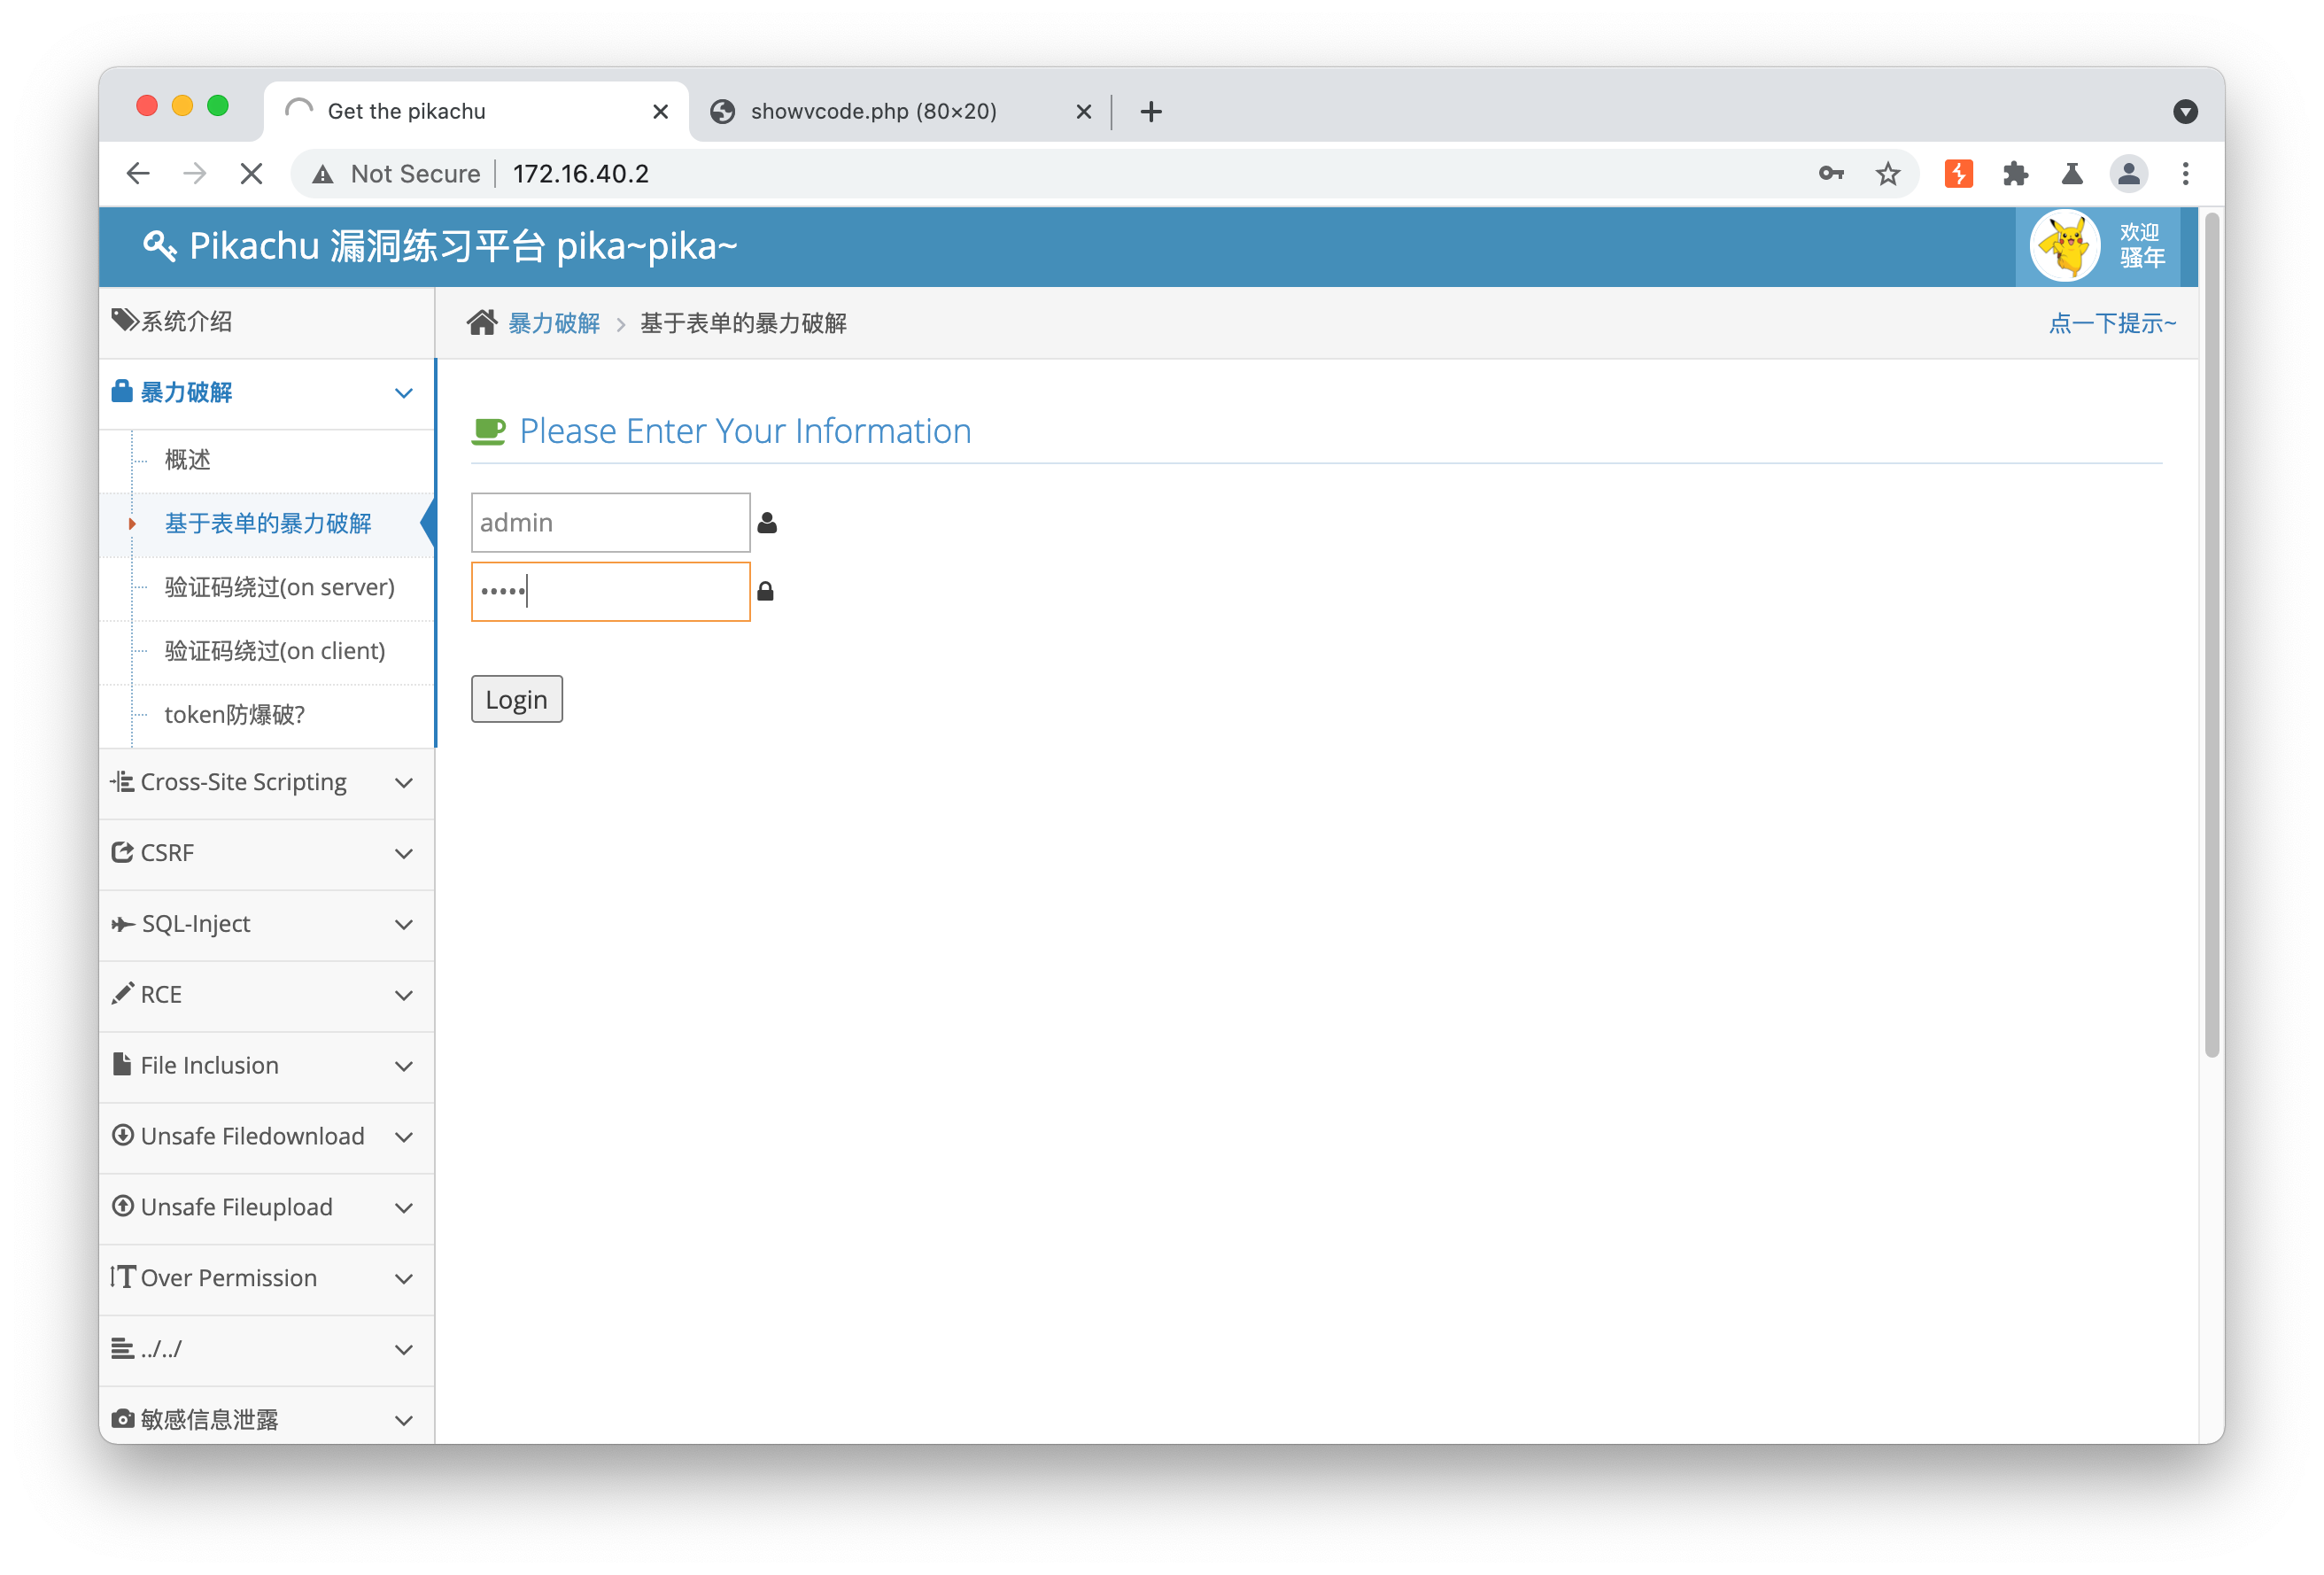 Get the pikachu
showvcode.php (80×20)
Not Secure
172.16.40.2
Pikachu 漏洞练习平台 pika~pika~
欢迎
骚年
系统介绍
暴力破解
概述
基于表单的暴力破解
验证码绕过(on server)
验证码绕过(on client)
token防爆破?
Cross-Site Scripting
CSRF
SQL-Inject
RCE
File Inclusion
Unsafe Filedownload
Unsafe Fileupload
Over Permission
../../
敏感信息泄露
暴力破解 > 基于表单的暴力破解
点一下提示~
Please Enter Your Information
admin
•••••
Login